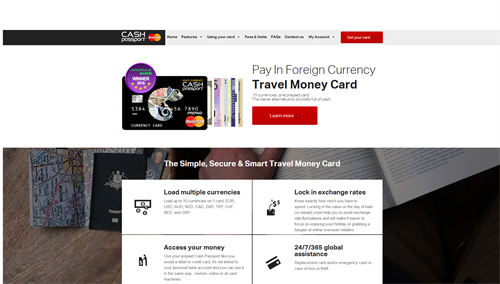 CASH passport MasterCard Home Features Using your card Fees & limits FAQs Contact us My Account Get your card
Pay In Foreign Currency
Travel Money Card
10 currencies, one prepaid card.
The clever alternative to pockets full of cash.
Learn more
WINNER
CASH
passport
5384 4567 7890
PREPAID
CURRENCY CARD
MasterCard
The Simple, Secure & Smart Travel Money Card
Load multiple currencies
Load up to 10 currencies on 1 card, EUR,
USD, AUD, NZD, CAD, ZAR, TRY, CHF,
AED and GBP
Lock in exchange rates
Know exactly how much you have to
spend. Locking in the value on the day of load
(or reload) could help you to avoid exchange
rate fluctuations and will make it easier to
focus on enjoying your holiday or grabbing a
bargain at online overseas retailers.
Access your money
Use your prepaid Cash Passport like you
would a debit or credit card, it's not linked to
your personal bank account and you can use it
in the same way - instore, online or at cash
machines.
24/7/365 global
assistance
Replacement card and/or emergency cash in
case of loss or theft.